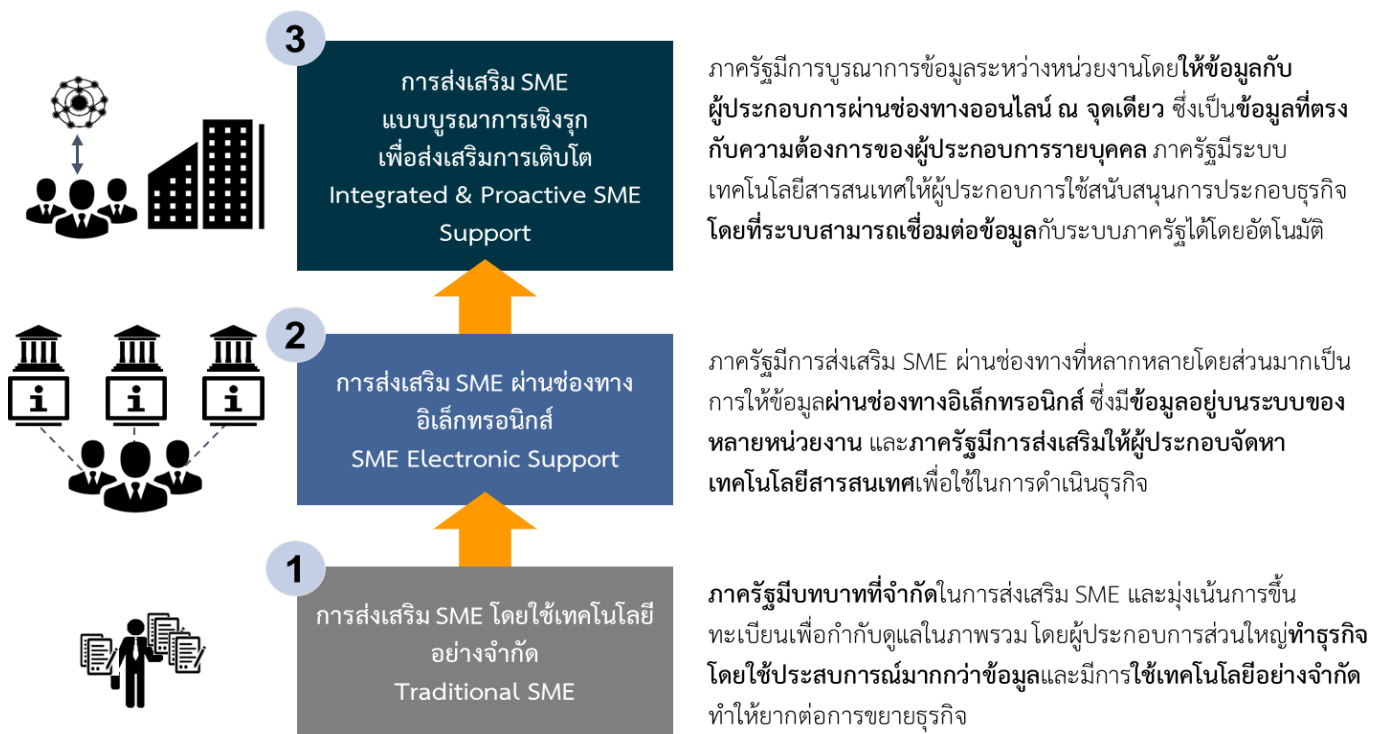 3
การส่งเสริม SME
แบบบูรณาการเชิงรุก
เพื่อส่งเสริมการเติบโต
Integrated & Proactive SME
Support
ภาครัฐมีการบูรณาการข้อมูลระหว่างหน่วยงานโดยให้ข้อมูลกับ
ผู้ประกอบการผ่านช่องทางออนไลน์ ณ จุดเดียว ซึ่งเป็นข้อมูลที่ตรง
กับความต้องการของผู้ประกอบการรายบุคคล ภาครัฐมีระบบ
เทคโนโลยีสารสนเทศให้ผู้ประกอบการใช้สนับสนุนการประกอบธุรกิจ
โดยที่ระบบสามารถเชื่อมต่อข้อมูลกับระบบภาครัฐได้โดยอัตโนมัติ
2
การส่งเสริม SME ผ่านช่องทาง
อิเล็กทรอนิกส์
SME Electronic Support
ภาครัฐมีการส่งเสริม SME ผ่านช่องทางที่หลากหลายโดยส่วนมากเป็น
การให้ข้อมูลผ่านช่องทางอิเล็กทรอนิกส์ ซึ่งมีข้อมูลอยู่บนระบบของ
หลายหน่วยงาน และภาครัฐมีการส่งเสริมให้ผู้ประกอบจัดหา
เทคโนโลยีสารสนเทศเพื่อใช้ในการดำเนินธุรกิจ
1
การส่งเสริม SME โดยใช้เทคโนโลยี
อย่างจำกัด
Traditional SME
ภาครัฐมีบทบาทที่จำกัดในการส่งเสริม SME และมุ่งเน้นการขึ้น
ทะเบียนเพื่อกำกับดูแลในภาพรวม โดยผู้ประกอบการส่วนใหญ่ทำธุรกิจ
โดยใช้ประสบการณ์มากกว่าข้อมูลและมีการใช้เทคโนโลยีอย่างจำกัด
ทำให้ยากต่อการขยายธุรกิจ